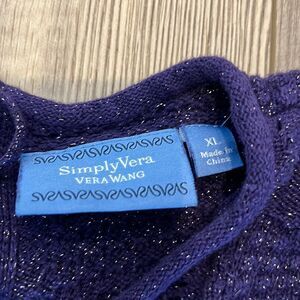 SimplyVera
VERA WANG
XL
Made in
China